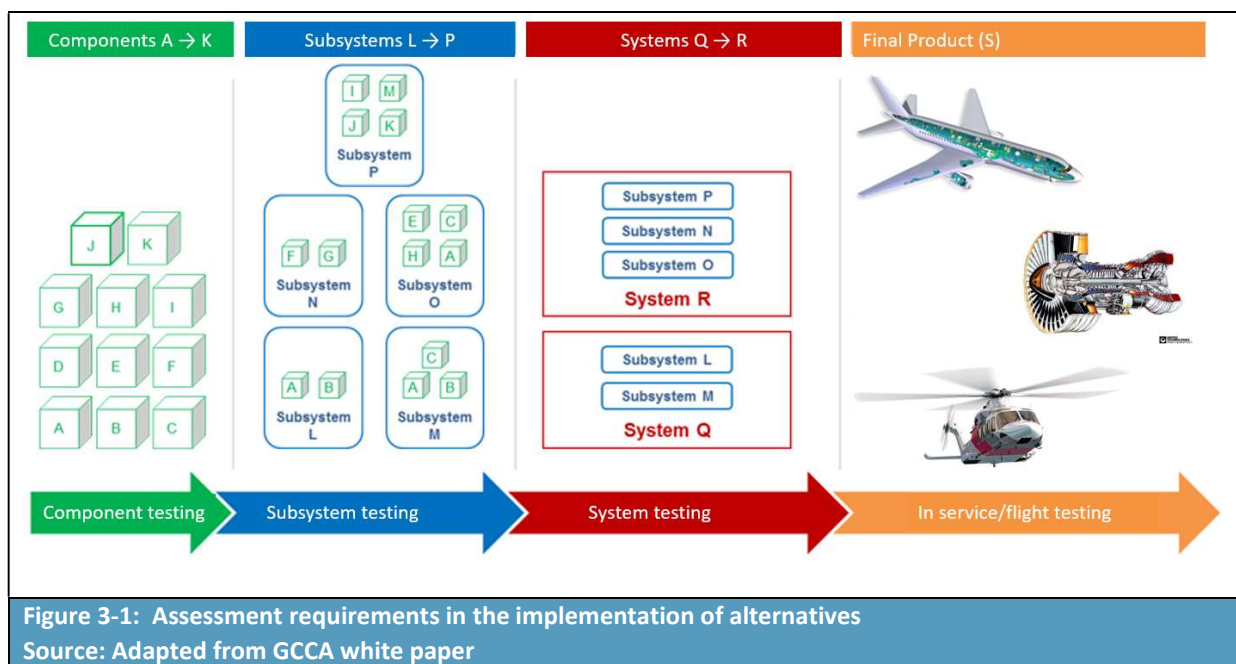 Components A → K
Subsystems L → P
Systems Q → R
Final Product (S)
J K
G H I
D E F
A B C
I M
J K
Subsystem
P
F G
Subsystem
N
E C
H A
Subsystem
O
A B
Subsystem
L
C
A B
Subsystem
M
Subsystem P
Subsystem N
Subsystem O
System R
Subsystem L
Subsystem M
System Q
Component testing
Subsystem testing
System testing
In service/flight testing
Figure 3-1: Assessment requirements in the implementation of alternatives
Source: Adapted from GCCA white paper